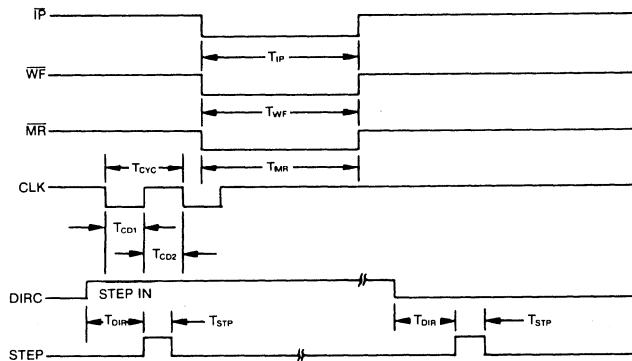 IP
T_IP
WF
T_WF
MR
T_MR
T_CYC
CLK
T_CD1
T_CD2
STEP IN
DIRC
T_DIR
T_STP
T_DIR
T_STP
STEP